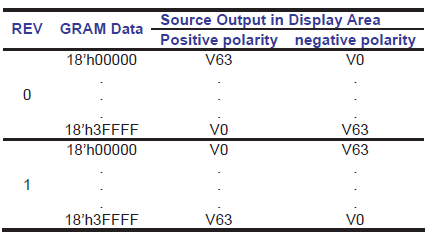 REV GRAM Data Source Output in Display Area
Positive polarity negative polarity
0
18'h00000 V63 V0
. . .
. . .
. . .
18'h3FFFF V0 V63
1
18'h00000 V0 V63
. . .
. . .
. . .
18'h3FFFF V63 V0